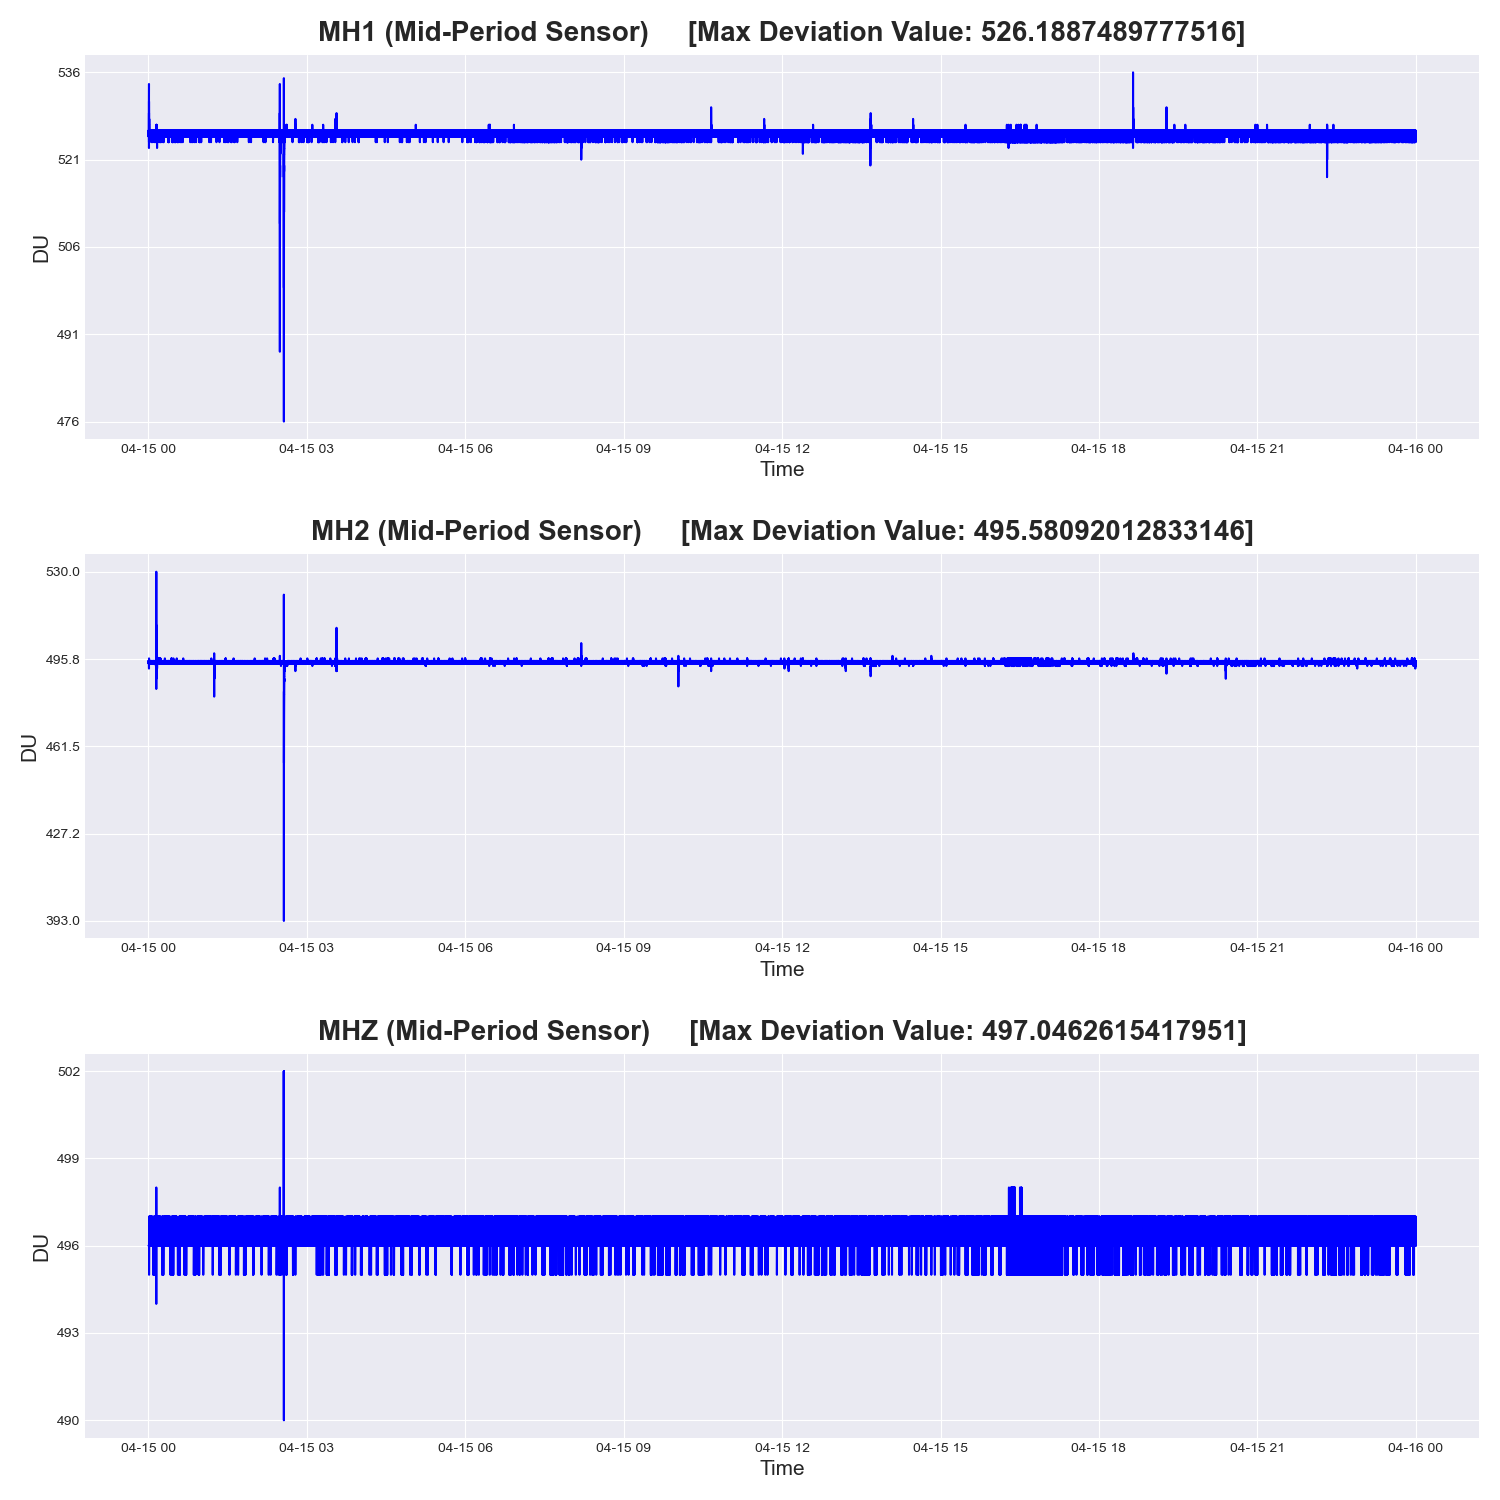 MH1 (Mid-Period Sensor) [Max Deviation Value: 526.1887489777516]
536
521
506
491
476
DU
04-15 00 04-15 03 04-15 06 04-15 09 04-15 12 04-15 15 04-15 18 04-15 21 04-16 00
Time
MH2 (Mid-Period Sensor) [Max Deviation Value: 495.58092012833146]
530.0
495.8
461.5
427.2
393.0
DU
04-15 00 04-15 03 04-15 06 04-15 09 04-15 12 04-15 15 04-15 18 04-15 21 04-16 00
Time
MHZ (Mid-Period Sensor) [Max Deviation Value: 497.0462615417951]
502
499
496
493
490
DU
04-15 00 04-15 03 04-15 06 04-15 09 04-15 12 04-15 15 04-15 18 04-15 21 04-16 00
Time